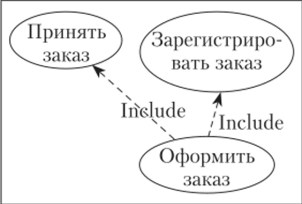 Принять
заказ
Зарегистриро-
вать заказ
Include
Include
Оформить
заказ